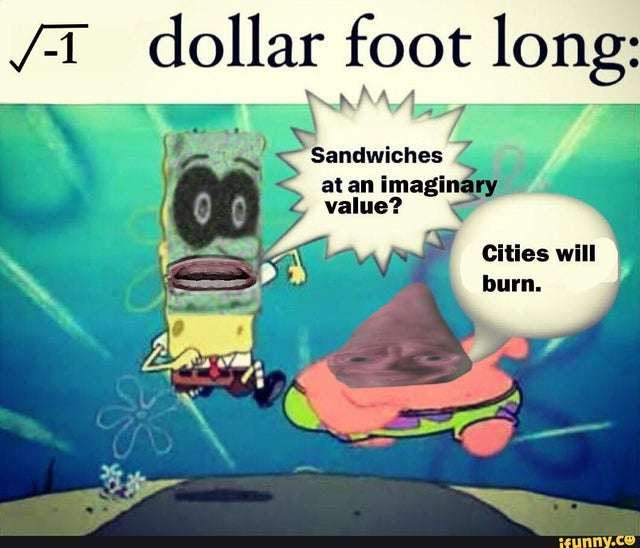 √-1 dollar foot long:
Sandwiches
at an imaginary
value?
Cities will
burn.
ifunny.co